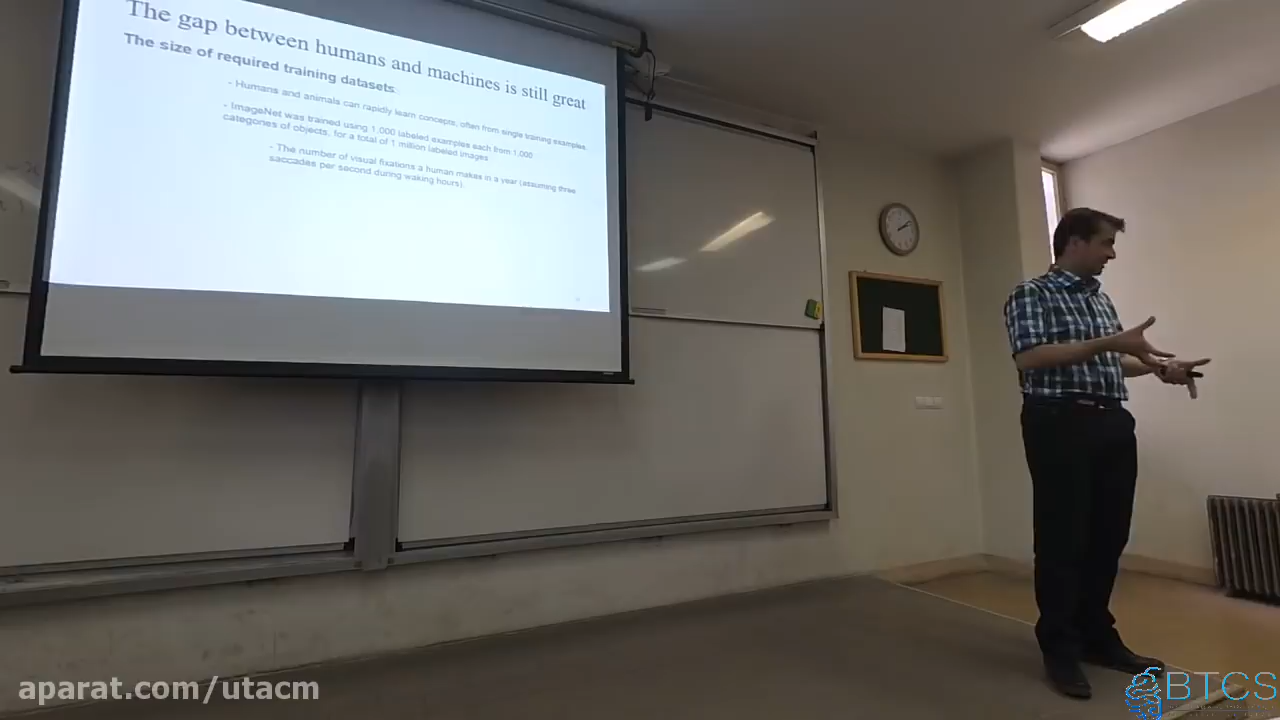 The gap between humans and machines is still great
The size of required training datasets:
- Humans and animals can rapidly learn concepts, often from single training examples.
- ImageNet was trained using 1,000 labeled examples each from 1,000
categories of objects, for a total of 1 million labeled images
- The number of visual fixations a human makes in a year (assuming three
saccades per second during waking hours).
aparat.com/utacm
BTCS